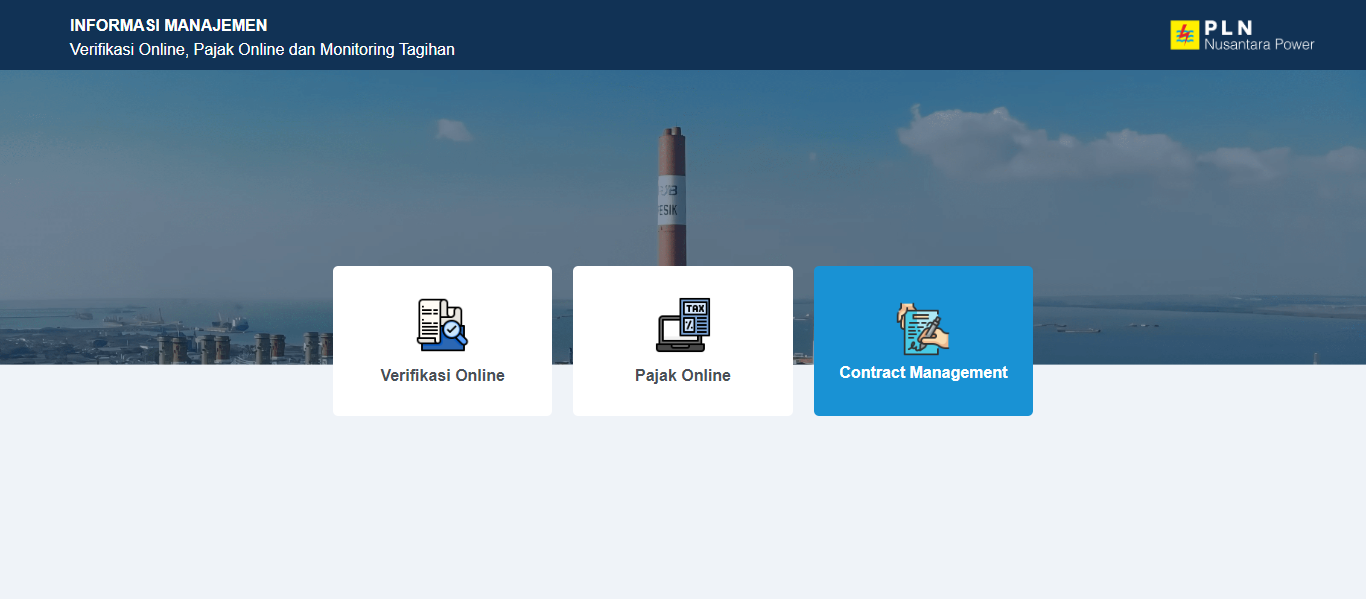 INFORMASI MANAJEMEN
Verifikasi Online, Pajak Online dan Monitoring Tagihan
PLN
Nusantara Power
ESIK
TAX
Verifikasi Online
Pajak Online
Contract Management